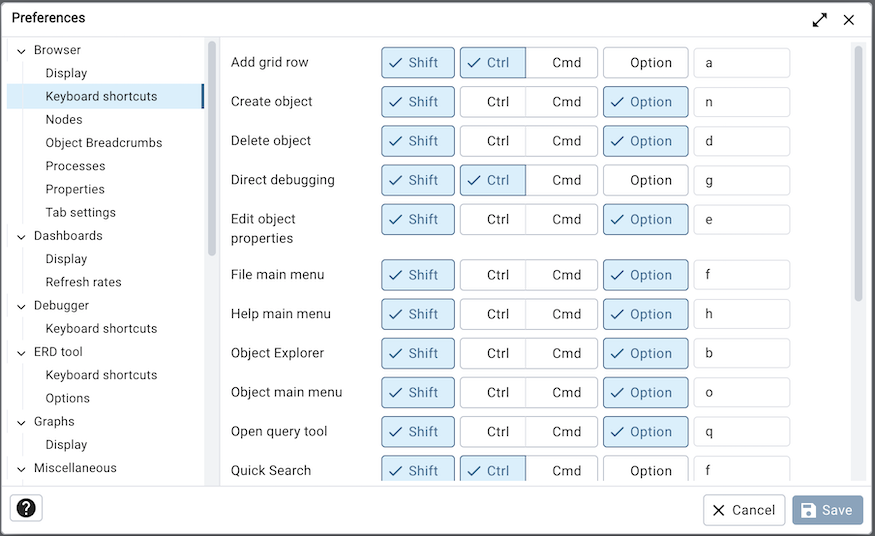 Preferences
Browser
Display
Keyboard shortcuts
Nodes
Object Breadcrumbs
Processes
Properties
Tab settings
Dashboards
Display
Refresh rates
Debugger
Keyboard shortcuts
ERD tool
Keyboard shortcuts
Options
Graphs
Display
Miscellaneous
Add grid row Shift Ctrl Cmd Option a
Create object Shift Ctrl Cmd Option n
Delete object Shift Ctrl Cmd Option d
Direct debugging Shift Ctrl Cmd Option g
Edit object Shift Ctrl Cmd Option e
properties
File main menu Shift Ctrl Cmd Option f
Help main menu Shift Ctrl Cmd Option h
Object Explorer Shift Ctrl Cmd Option b
Object main menu Shift Ctrl Cmd Option o
Open query tool Shift Ctrl Cmd Option q
Quick Search Shift Ctrl Cmd Option f
? Cancel Save